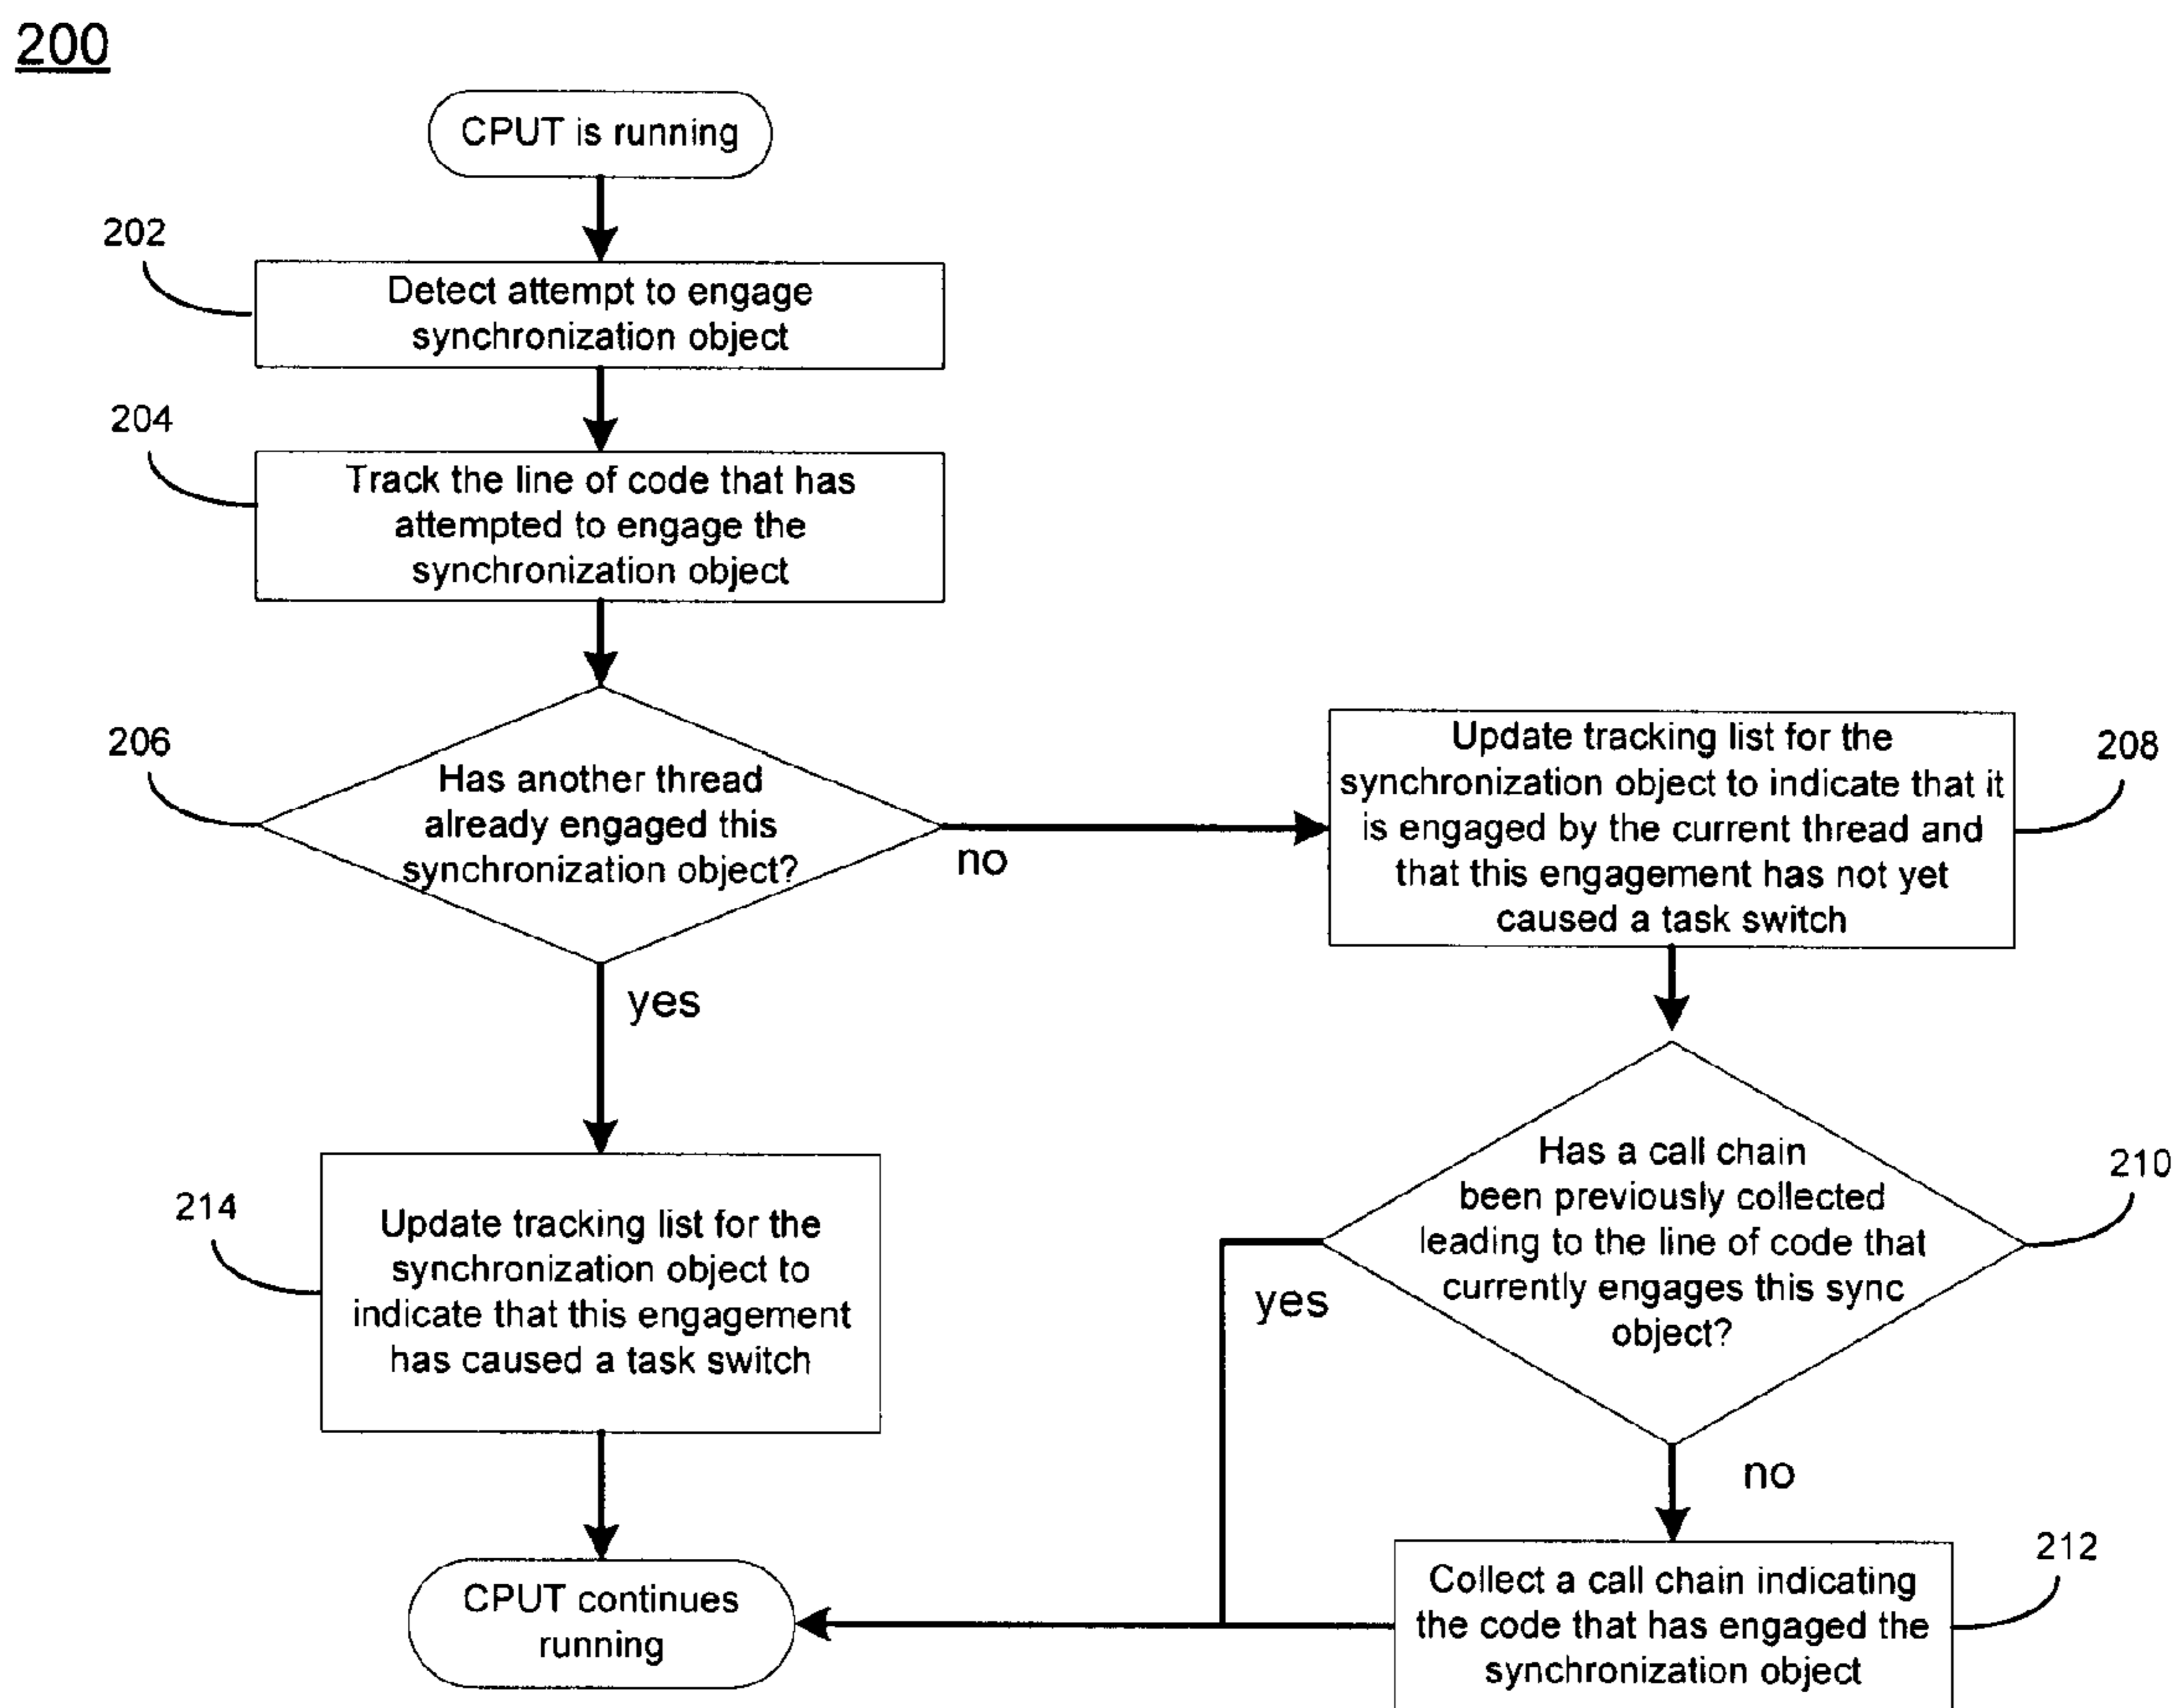 200
CPUT is running
202
Detect attempt to engage
synchronization object
204
Track the line of code that has
attempted to engage the
synchronization object
206
Has another thread
already engaged this
synchronization object?
no
yes
208
Update tracking list for the
synchronization object to indicate that it
is engaged by the current thread and
that this engagement has not yet
caused a task switch
210
Has a call chain
been previously collected
leading to the line of code that
currently engages this sync
object?
yes
no
214
Update tracking list for the
synchronization object to
indicate that this engagement
has caused a task switch
212
Collect a call chain indicating
the code that has engaged the
synchronization object
CPUT continues
running